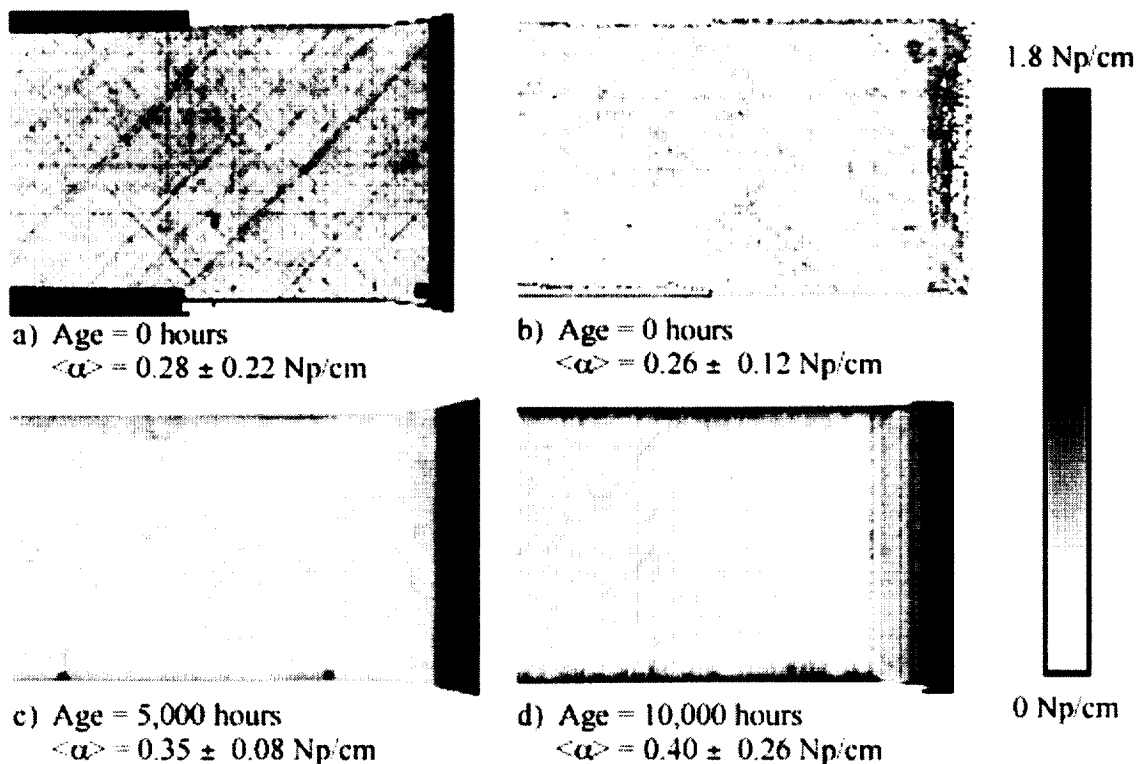 1.8 Np/cm
a) Age = 0 hours
<α> = 0.28 ± 0.22 Np/cm
b) Age = 0 hours
<α> = 0.26 ± 0.12 Np/cm
c) Age = 5,000 hours
<α> = 0.35 ± 0.08 Np/cm
d) Age = 10,000 hours
<α> = 0.40 ± 0.26 Np/cm
0 Np/cm